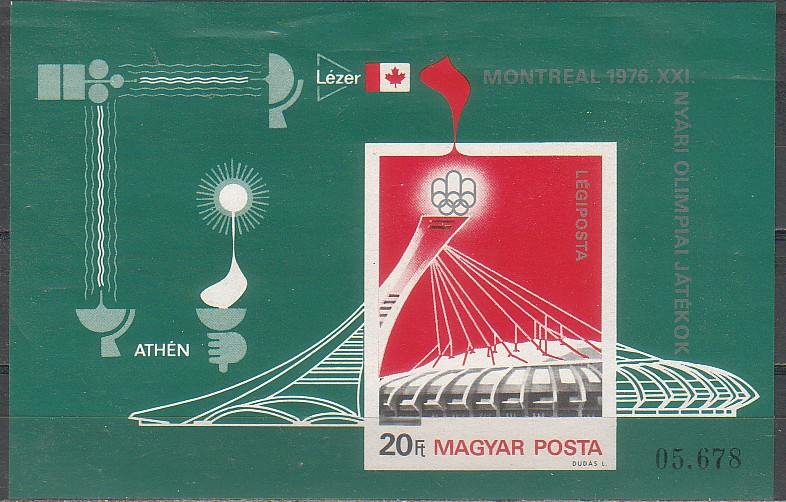 Lézer
MONTREAL 1976.XXI.
NYÁRI OLIMPIAI JÁTÉKOK
LÉGIPOSTA
ATHÉN
20Ft MAGYAR POSTA
DUDÁS L.
05.678